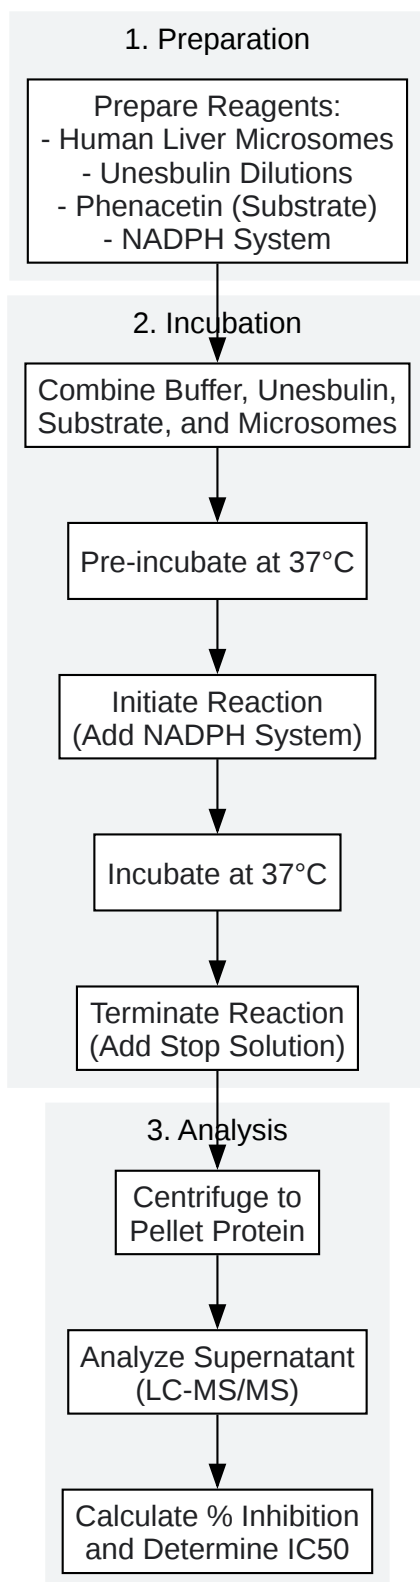 1. Preparation
Prepare Reagents:
- Human Liver Microsomes
- Unesbulin Dilutions
- Phenacetin (Substrate)
- NADPH System
2. Incubation
Combine Buffer, Unesbulin,
Substrate, and Microsomes
Pre-incubate at 37°C
Initiate Reaction
(Add NADPH System)
Incubate at 37°C
Terminate Reaction
(Add Stop Solution)
3. Analysis
Centrifuge to
Pellet Protein
Analyze Supernatant
(LC-MS/MS)
Calculate % Inhibition
and Determine IC50